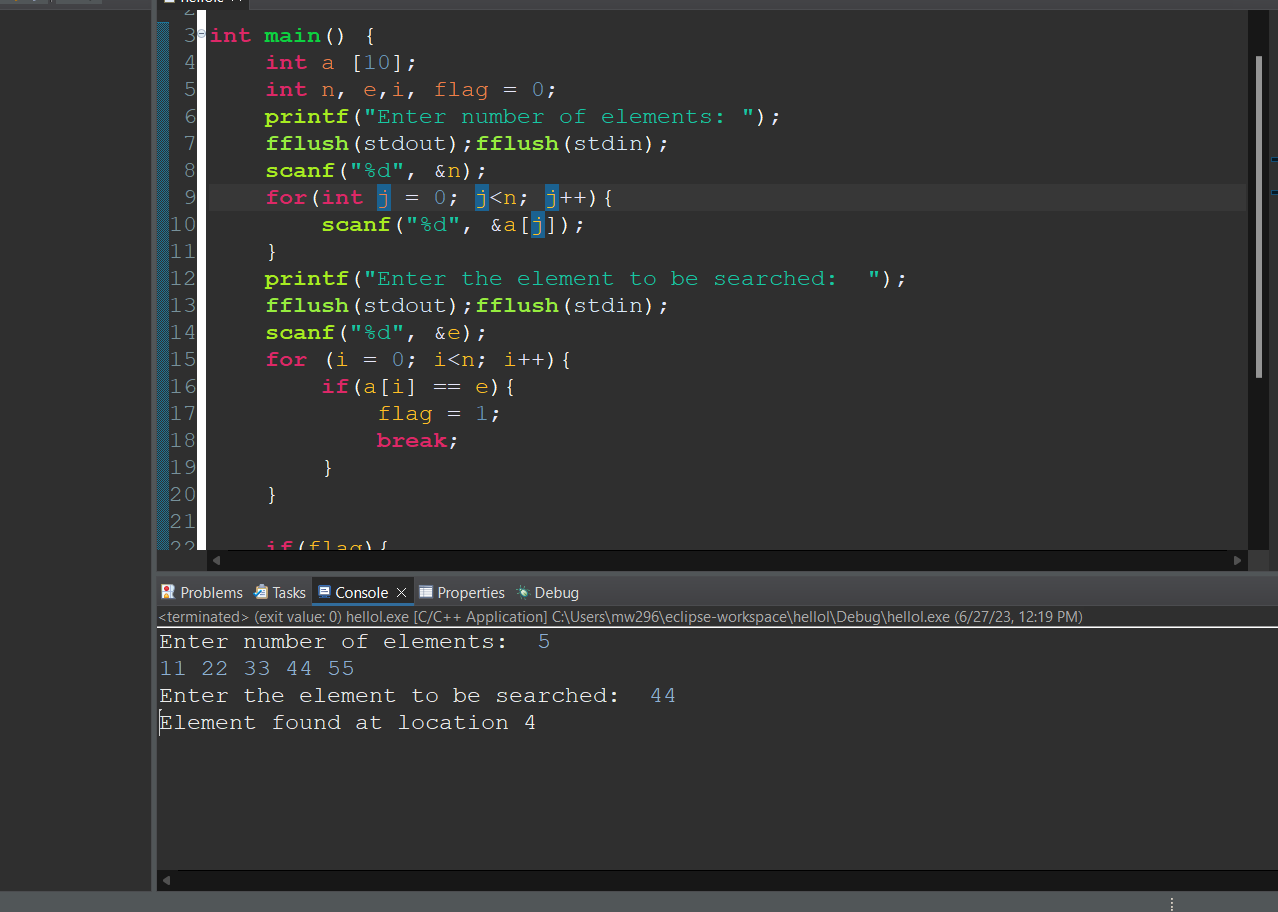 3 int main() {
4 int a [10];
5 int n, e,i, flag = 0;
6 printf("Enter number of elements: ");
7 fflush(stdout);fflush(stdin);
8 scanf("%d", &n);
9 for(int j = 0; j<n; j++){
10 scanf("%d", &a[j]);
11 }
12 printf("Enter the element to be searched:  ");
13 fflush(stdout);fflush(stdin);
14 scanf("%d", &e);
15 for (i = 0; i<n; i++){
16 if(a[i] == e){
17 flag = 1;
18 break;
19 }
20 }
21
22 if(flag){
Problems Tasks Console Properties Debug
<terminated> (exit value: 0) hellol.exe [C/C++ Application] C:\Users\mw296\eclipse-workspace\hellol\Debug\hellol.exe (6/27/23, 12:19 PM)
Enter number of elements:  5
11 22 33 44 55
Enter the element to be searched:  44
Element found at location 4